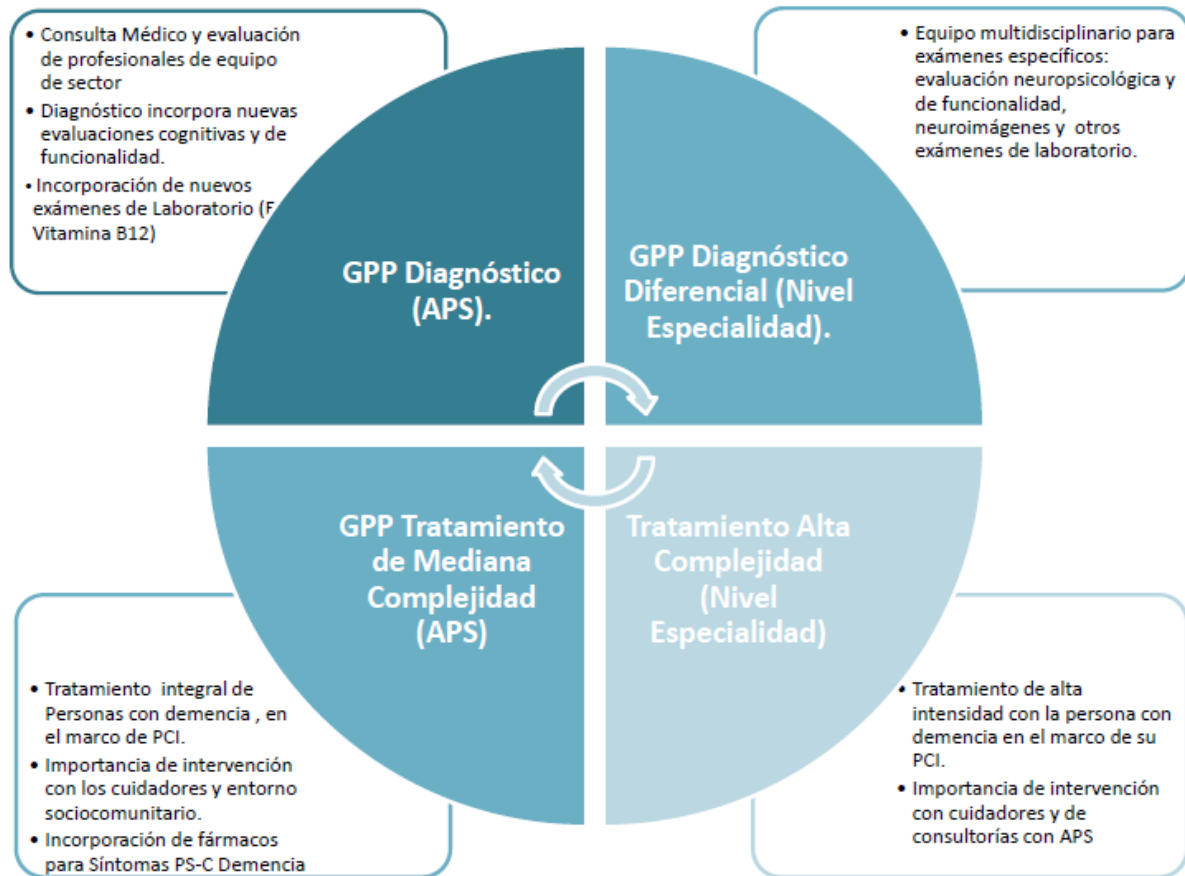 • Consulta Médico y evaluación
de profesionales de equipo
de sector
• Diagnóstico incorpora nuevas
evaluaciones cognitivas y de
funcionalidad.
• Incorporación de nuevos
exámenes de Laboratorio (
Vitamina B12)
• Equipo multidisciplinario para
exámenes específicos:
evaluación neuropsicológica y
de funcionalidad,
neuroimágenes y otros
exámenes de laboratorio.
GPP Diagnóstico
(APS).
GPP Diagnóstico
Diferencial (Nivel
Especialidad).
GPP Tratamiento
de Mediana
Complejidad
(APS)
Tratamiento Alta
Complejidad
(Nivel
Especialidad)
• Tratamiento integral de
Personas con demencia , en
el marco de PCI.
• Importancia de intervención
con los cuidadores y entorno
sociocomunitario.
• Incorporación de fármacos
para Síntomas PS-C Demencia
• Tratamiento de alta
intensidad con la persona con
demencia en el marco de su
PCI.
• Importancia de intervención
con cuidadores y de
consultorías con APS